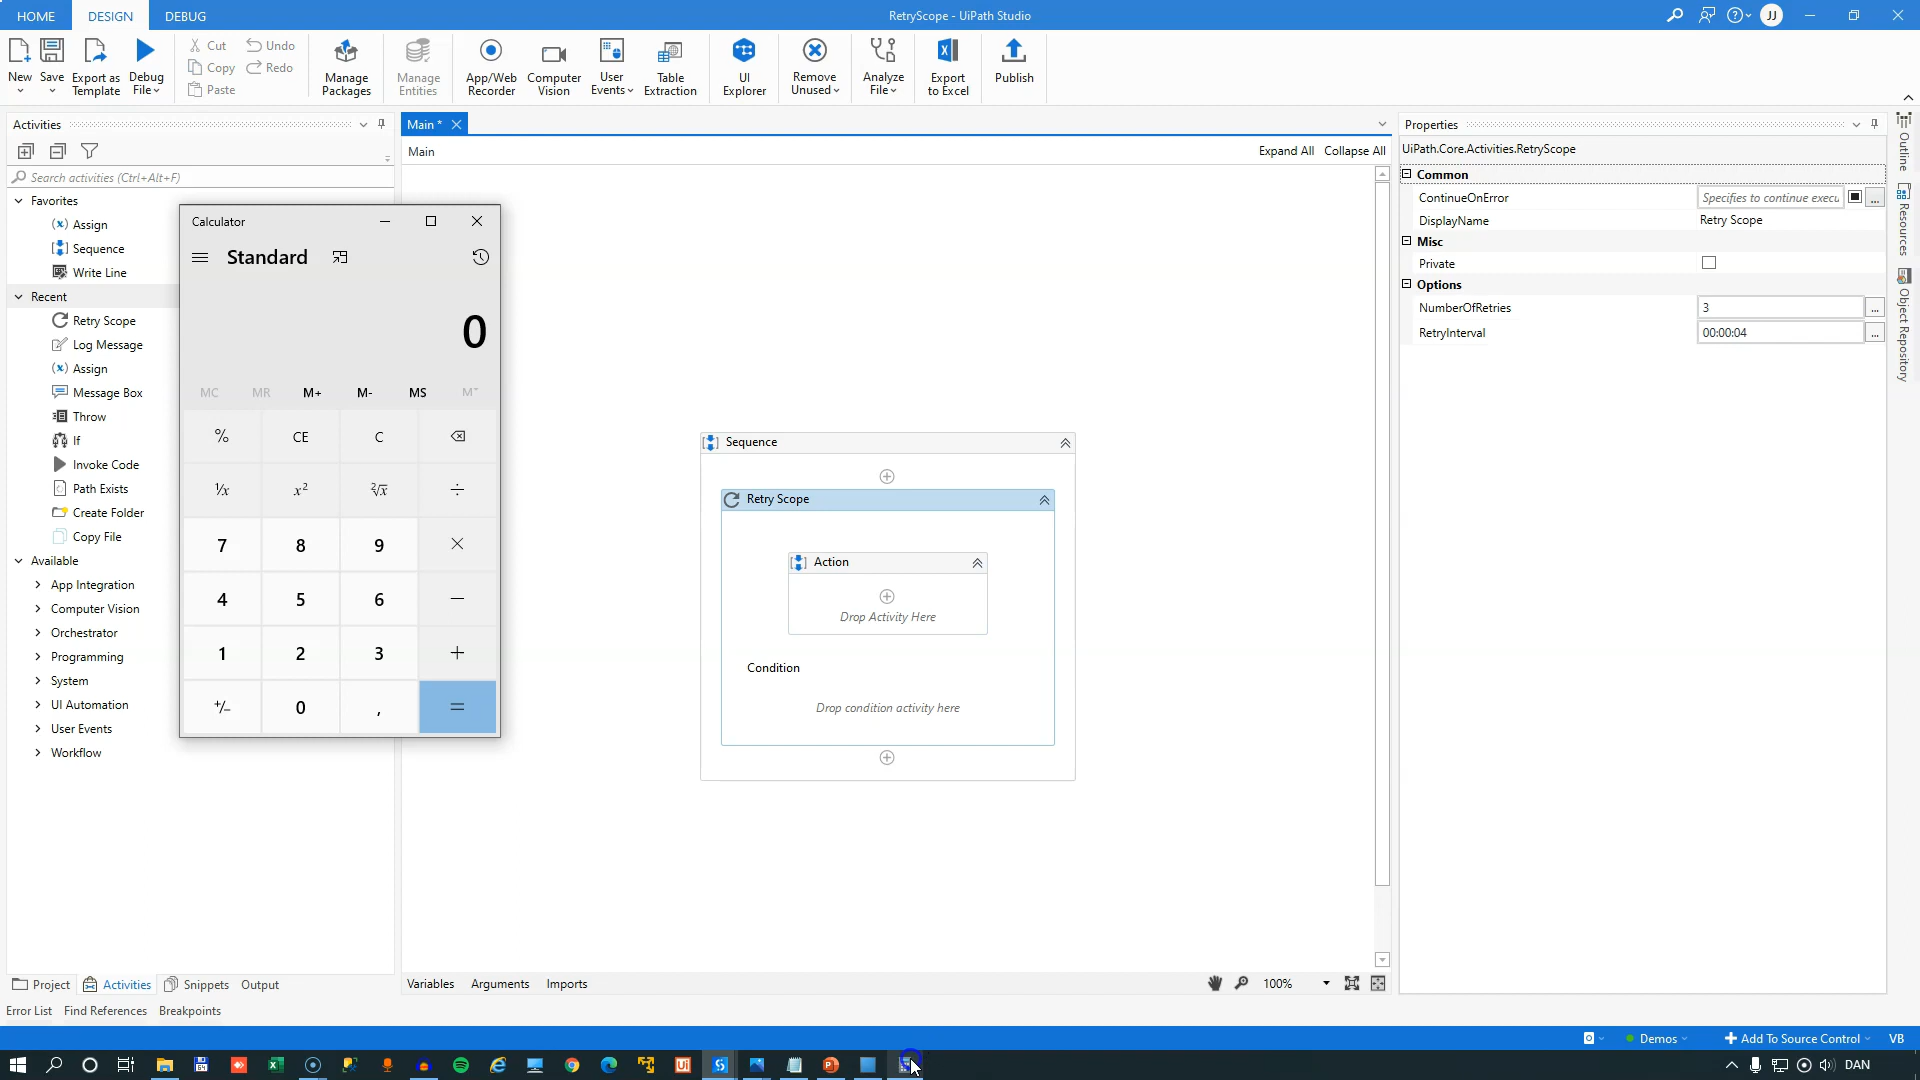 HOME DESIGN DEBUG RetryScope - UiPath Studio JJ
New Save Export as Template Debug File
Cut Copy Paste Undo Redo
Manage Packages Manage Entities App/Web Recorder Computer Vision User Events Table Extraction UI Explorer Remove Unused Analyze File Export to Excel Publish
Activities
Search activities (Ctrl+Alt+F)
Favorites
(x) Assign
Sequence
Write Line
Recent
Retry Scope
Log Message
(x) Assign
Message Box
Throw
If
Invoke Code
Path Exists
Create Folder
Copy File
Available
App Integration
Computer Vision
Orchestrator
Programming
System
UI Automation
User Events
Workflow
Calculator
Standard
0
MC MR M+ M- MS M˅
% CE C
¹/x x² ²√x ÷
7 8 9 ×
4 5 6 −
1 2 3 +
+/− 0 , =
Main *
Main Expand All Collapse All
Sequence
Retry Scope
Action
Drop Activity Here
Condition
Drop condition activity here
Properties
UiPath.Core.Activities.RetryScope
Common
ContinueOnError Specifies to continue execu ...
DisplayName Retry Scope
Misc
Private
Options
NumberOfRetries 3 ...
RetryInterval 00:00:04 ...
Outline
Resources
Object Repository
Variables Arguments Imports 100%
Project Activities Snippets Output
Error List Find References Breakpoints
Demos Add To Source Control VB
Ui DAN